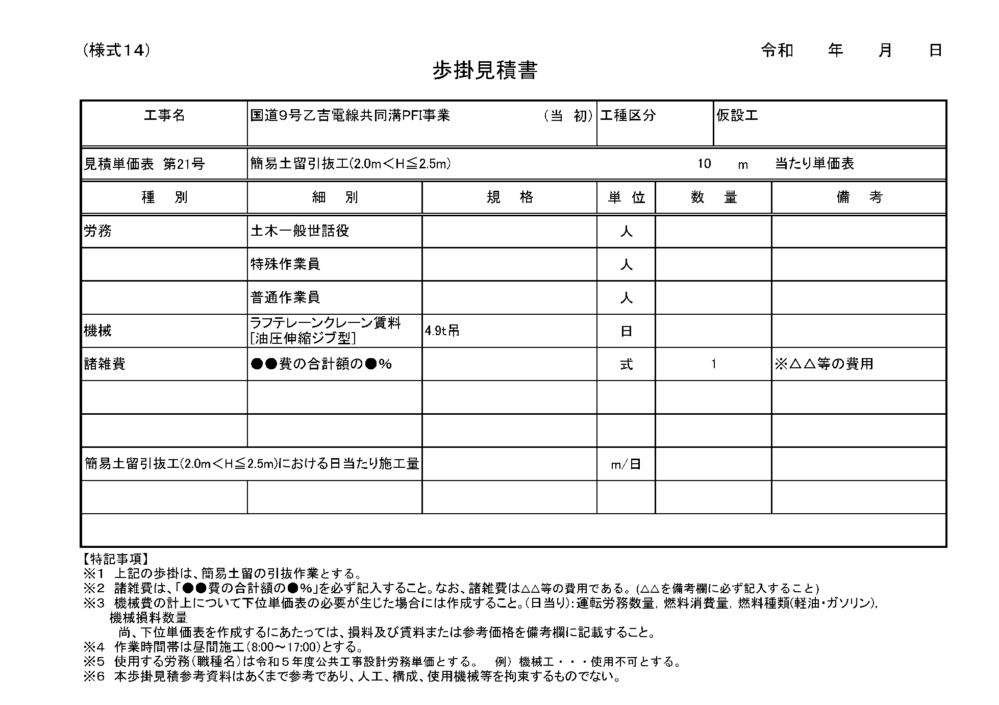 (様式14)
令和　　年　　月　　日
歩掛見積書
工事名　国道9号乙吉電線共同溝PFI事業　(当　初)　工種区分　仮設工
見積単価表　第21号　簡易土留引抜工(2.0m＜H≦2.5m)　10　m　当たり単価表
種　別　細　別　規　格　単　位　数　量　備　考
労務　土木一般世話役　人
特殊作業員　人
普通作業員　人
ラフテレーンクレーン賃料
機械　[油圧伸縮ジブ型]　4.9t吊　日
諸雑費　●●費の合計額の●％　式　1　※△△等の費用
簡易土留引抜工(2.0m＜H≦2.5m)における日当たり施工量　m/日
【特記事項】
※1　上記の歩掛は、簡易土留の引抜作業とする。
※2　諸雑費は、「●●費の合計額の●％」を必ず記入すること。なお、諸雑費は△△等の費用である。(△△を備考欄に必ず記入すること)
※3　機械費の計上について下位単価表の必要が生じた場合には作成すること。(日当り)：運転労務数量，燃料消費量，燃料種類(軽油・ガソリン)，
機械損料数量
尚、下位単価表を作成するにあたっては、損料及び賃料または参考価格を備考欄に記載すること。
※4　作業時間帯は昼間施工(8:00～17:00)とする。
※5　使用する労務(職種名)は令和５年度公共工事設計労務単価とする。　例）機械工・・・使用不可とする。
※6　本歩掛見積参考資料はあくまで参考であり、人工、構成、使用機械等を拘束するものでない。